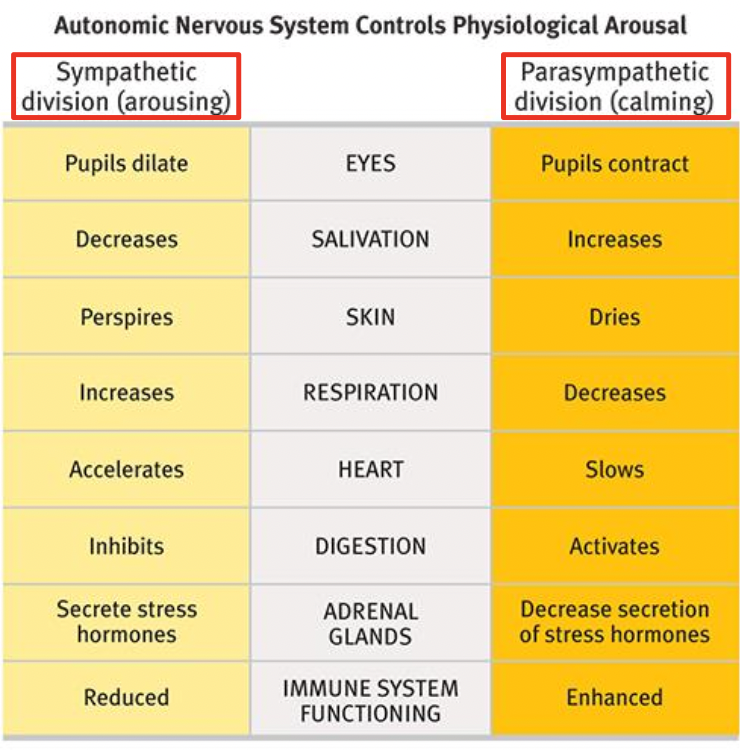 Autonomic Nervous System Controls Physiological Arousal
Sympathetic
division (arousing)
Parasympathetic
division (calming)
Pupils dilate
EYES
Pupils contract
Decreases
SALIVATION
Increases
Perspires
SKIN
Dries
Increases
RESPIRATION
Decreases
Accelerates
HEART
Slows
Inhibits
DIGESTION
Activates
Secrete stress
hormones
ADRENAL
GLANDS
Decrease secretion
of stress hormones
Reduced
IMMUNE SYSTEM
FUNCTIONING
Enhanced